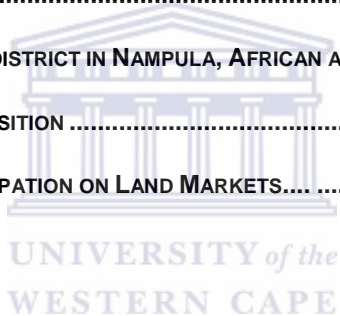 ................................................
DISTRICT IN NAMPULA, AFRICAN A
SITION ..........................................
PATION ON LAND MARKETS.... ....
UNIVERSITY of the
WESTERN CAPE